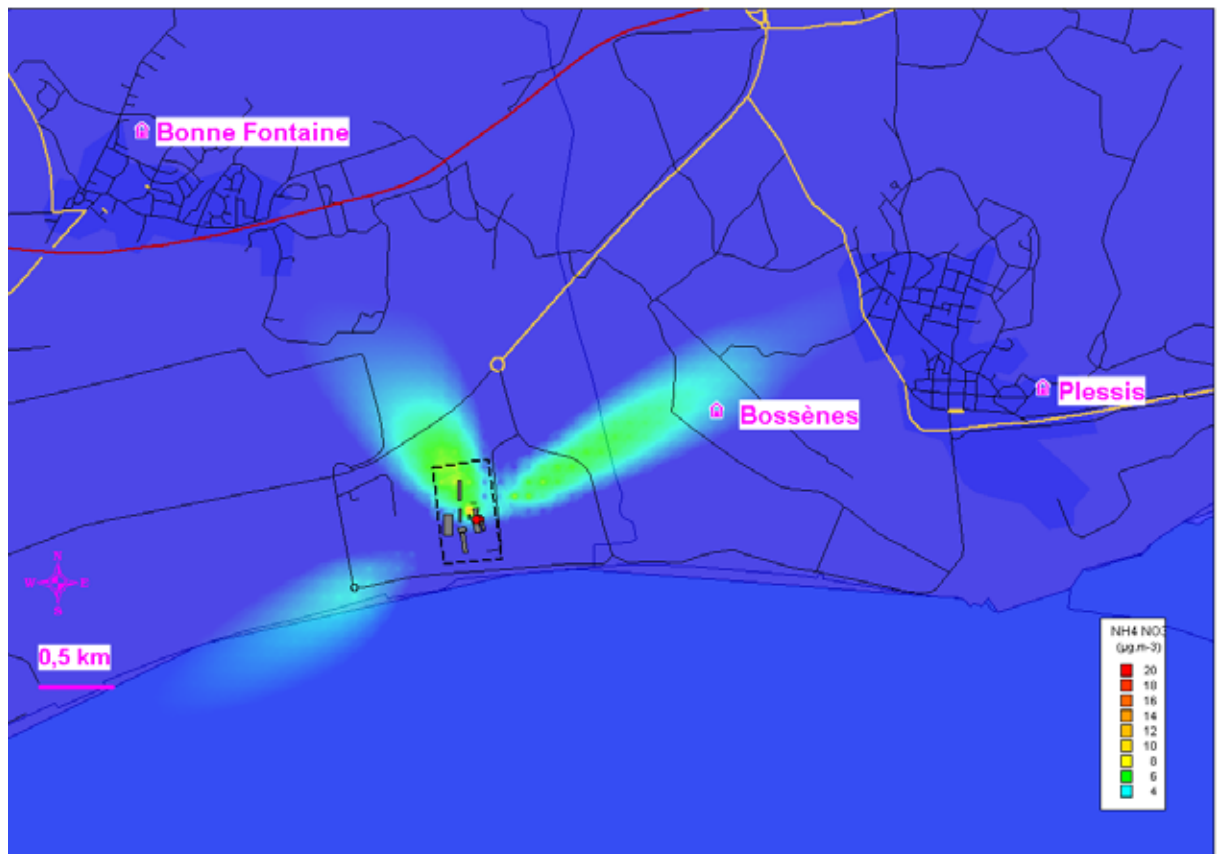 Bonne Fontaine
Plessis
Bossènes
N
W E
S
0,5 km
NH4 NO3
(µg.m-3)
20
18
16
14
12
10
8
6
4